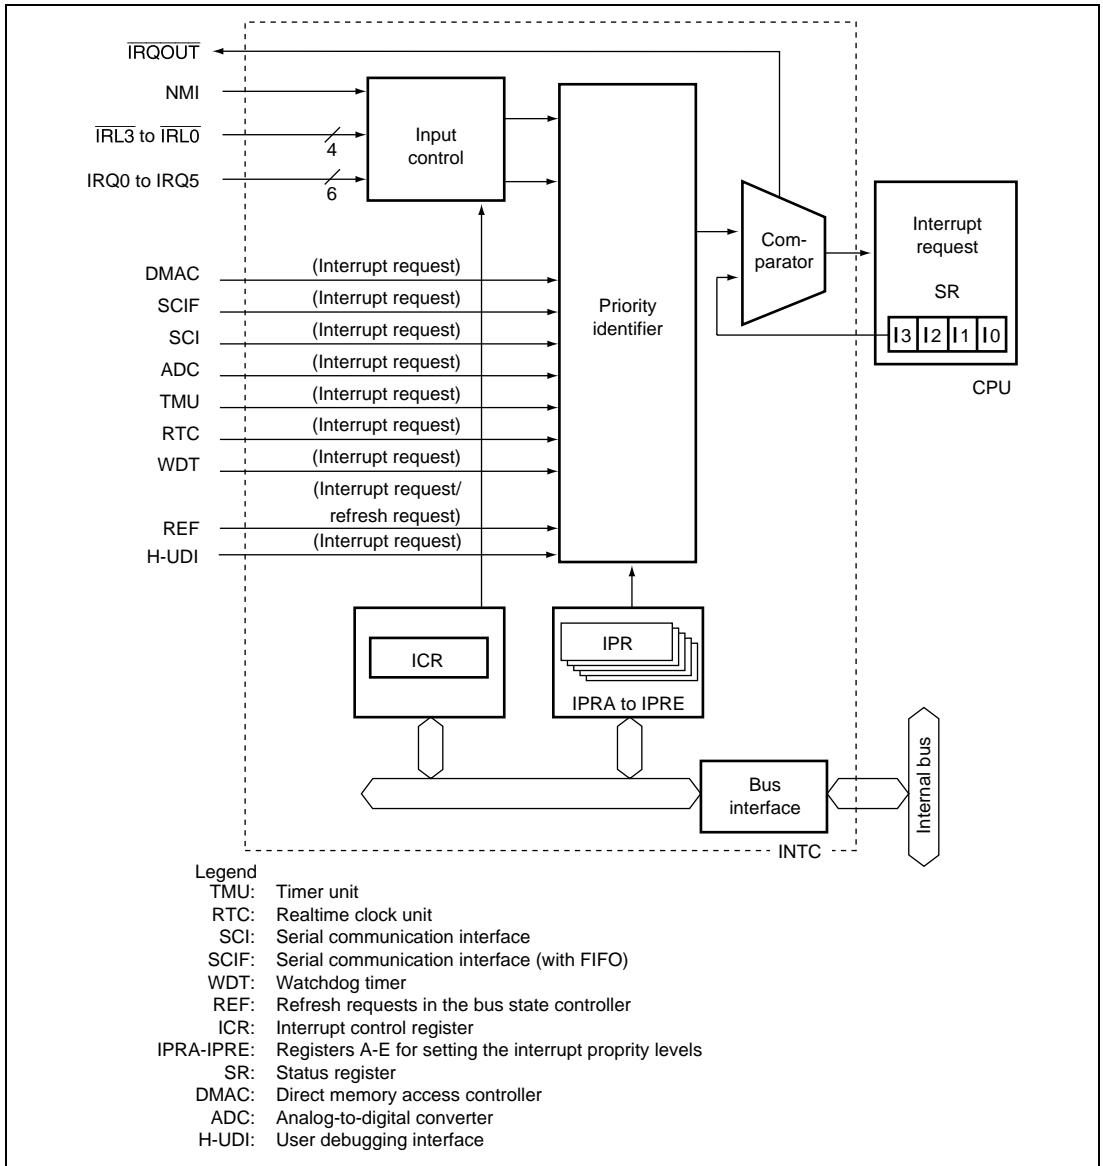 IRQOUT
NMI
IRL3 to IRL0
4
IRQ0 to IRQ5
6
Input
control
DMAC (Interrupt request)
SCIF (Interrupt request)
SCI (Interrupt request)
ADC (Interrupt request)
TMU (Interrupt request)
RTC (Interrupt request)
WDT (Interrupt request)
(Interrupt request/
REF refresh request)
H-UDI (Interrupt request)
Priority
identifier
Com-
parator
Interrupt
request
SR
I3 I2 I1 I0
CPU
ICR
IPR
IPRA to IPRE
Bus
interface
Internal bus
INTC
Legend
TMU: Timer unit
RTC: Realtime clock unit
SCI: Serial communication interface
SCIF: Serial communication interface (with FIFO)
WDT: Watchdog timer
REF: Refresh requests in the bus state controller
ICR: Interrupt control register
IPRA-IPRE: Registers A-E for setting the interrupt proprity levels
SR: Status register
DMAC: Direct memory access controller
ADC: Analog-to-digital converter
H-UDI: User debugging interface